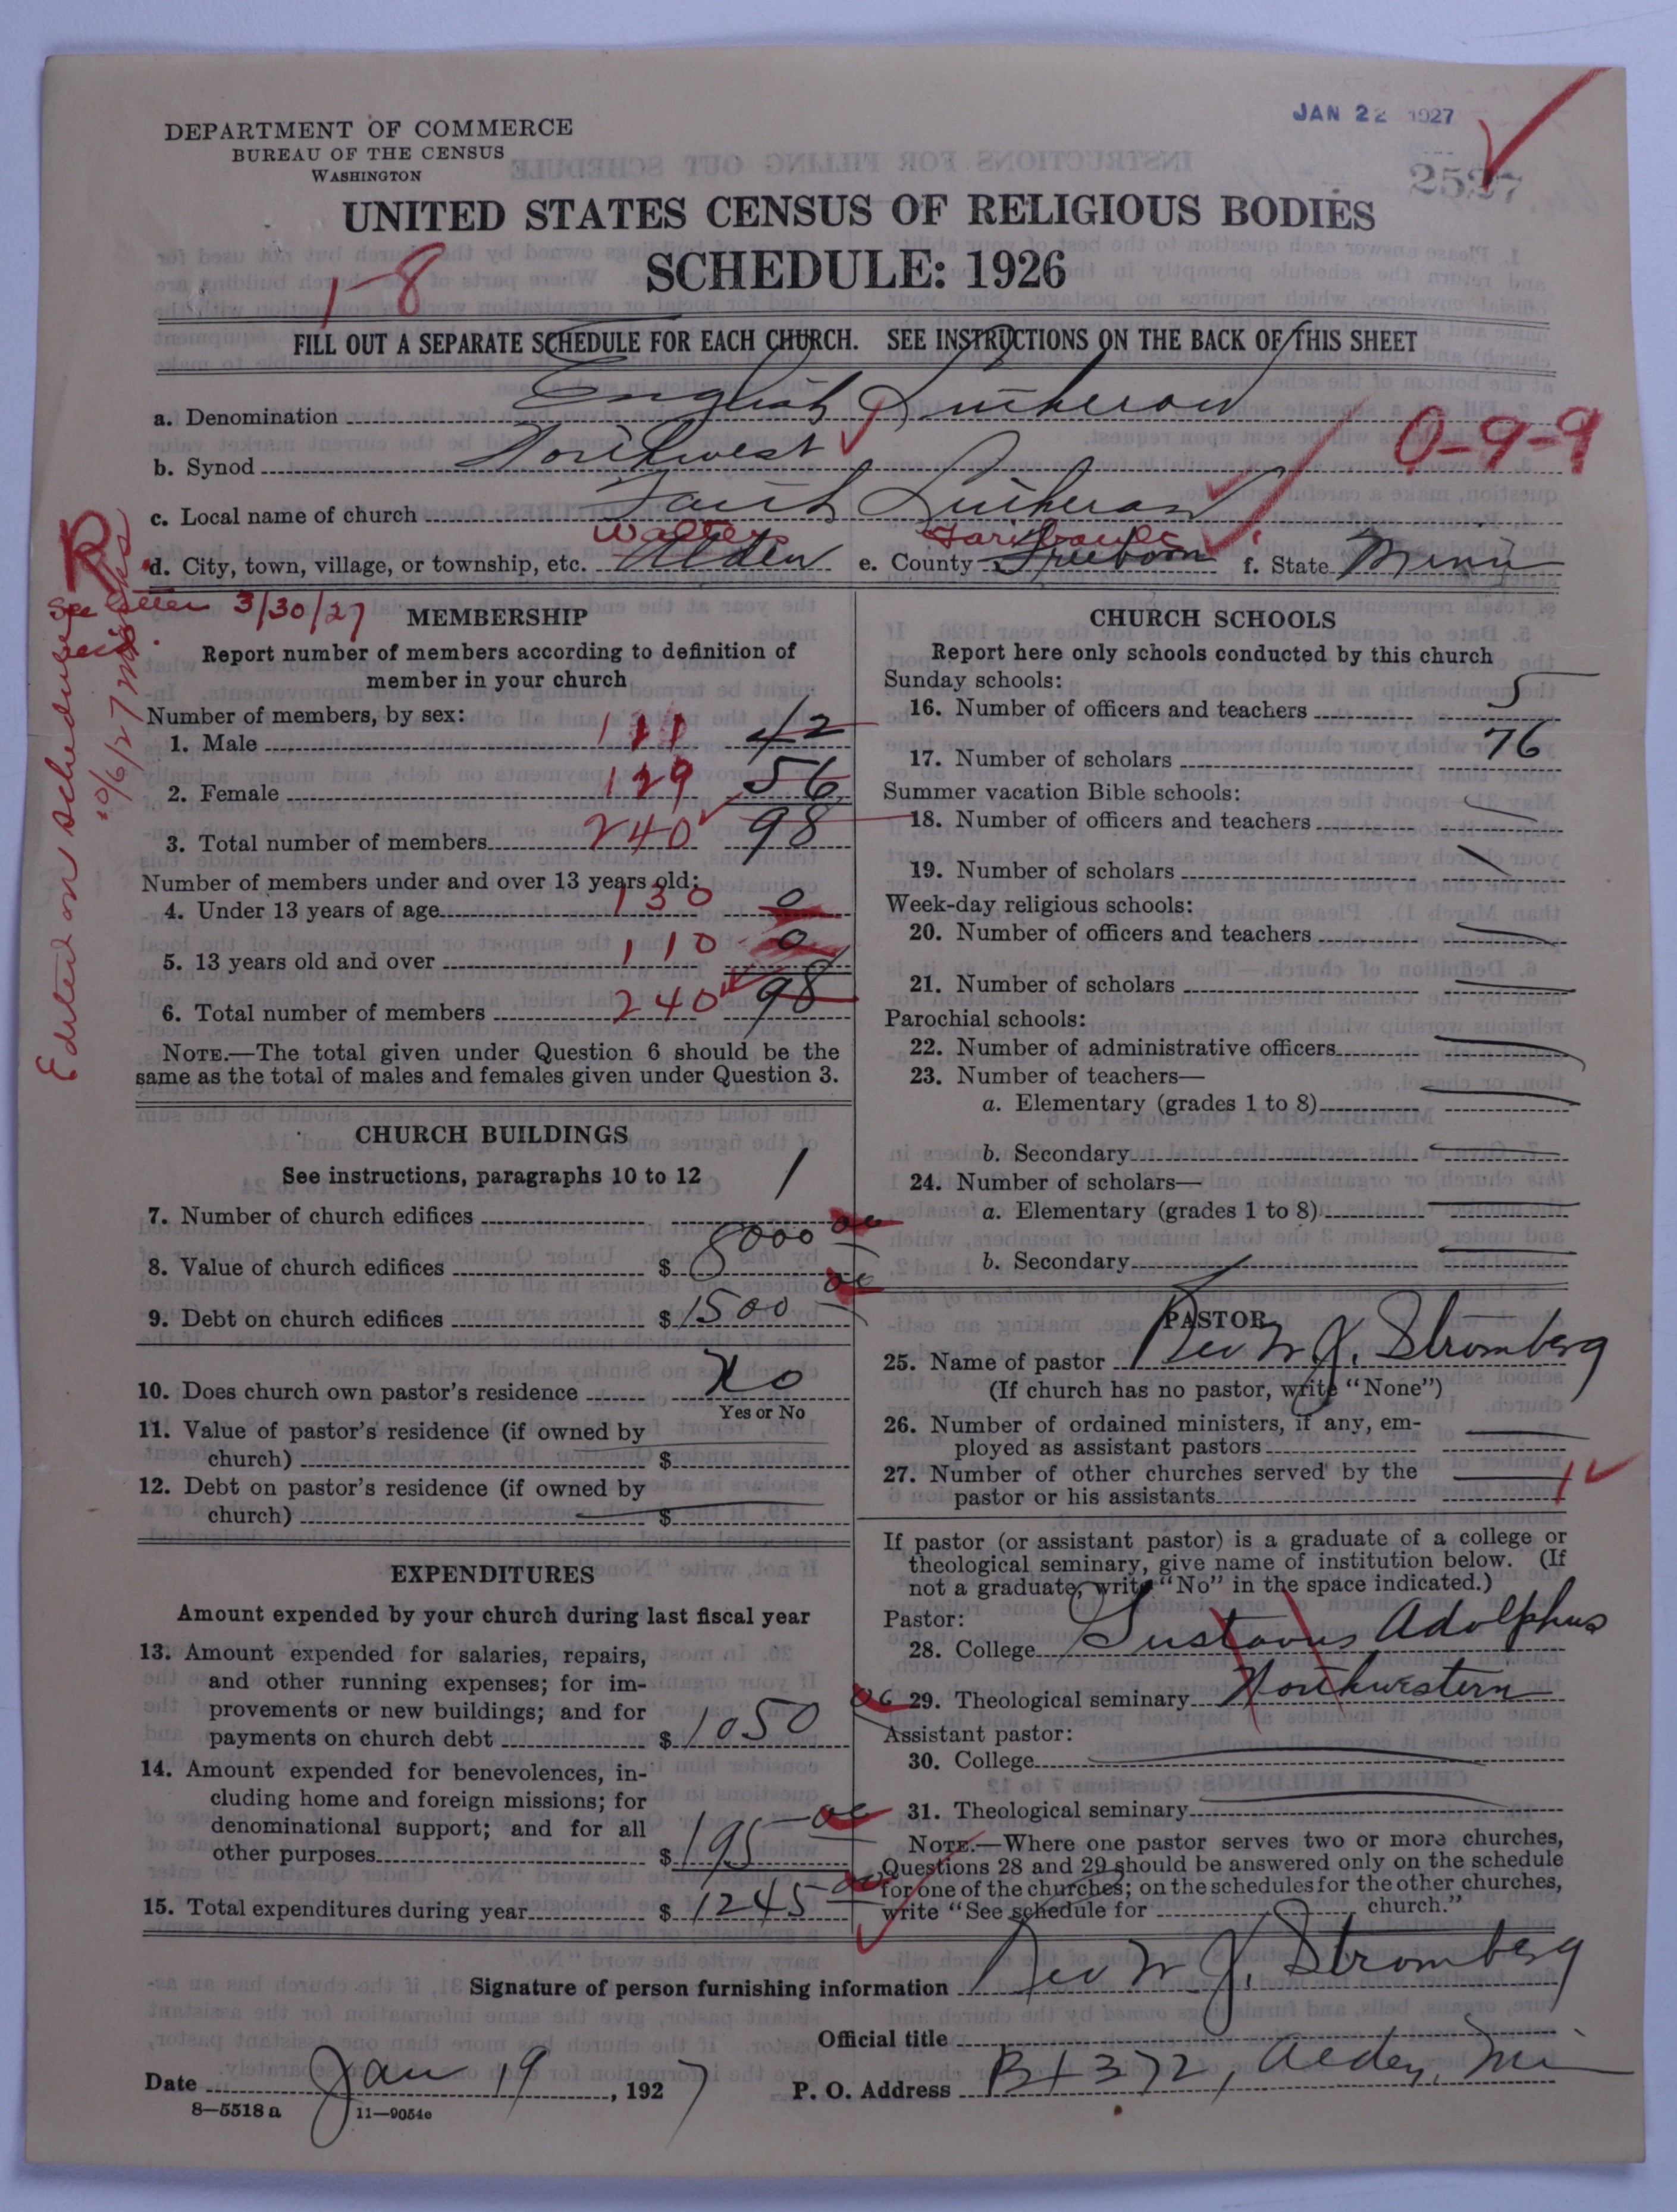 JAN 22 1927
DEPARTMENT OF COMMERCE
BUREAU OF THE CENSUS
WASHINGTON
UNITED STATES CENSUS OF RELIGIOUS BODIES
SCHEDULE: 1926
1-8
FILL OUT A SEPARATE SCHEDULE FOR EACH CHURCH. SEE INSTRUCTIONS ON THE BACK OF THIS SHEET
a. Denomination English Lutheran
b. Synod Northwest
0-9-9
c. Local name of church Faith Lutheran
Walters Faribault
d. City, town, village, or township, etc. Alden e. County Freeborn f. State Minn
R
See letter 3/30/27
Edited on schedule
10/6/27
MEMBERSHIP
Report number of members according to definition of
member in your church
Number of members, by sex:
1. Male 111 42
2. Female 129 56
3. Total number of members 240 98
Number of members under and over 13 years old:
4. Under 13 years of age 130 0
5. 13 years old and over 110 0
6. Total number of members 240 98
NOTE.—The total given under Question 6 should be the
same as the total of males and females given under Question 3.
CHURCH BUILDINGS
See instructions, paragraphs 10 to 12
7. Number of church edifices 1
8. Value of church edifices $ 8000 00
9. Debt on church edifices $ 1500 00
10. Does church own pastor's residence No
Yes or No
11. Value of pastor's residence (if owned by
church) $
12. Debt on pastor's residence (if owned by
church) $
EXPENDITURES
Amount expended by your church during last fiscal year
13. Amount expended for salaries, repairs,
and other running expenses; for im-
provements or new buildings; and for
payments on church debt $ 1050 00
14. Amount expended for benevolences, in-
cluding home and foreign missions; for
denominational support; and for all
other purposes $ 195 00
15. Total expenditures during year $ 1245 00
CHURCH SCHOOLS
Report here only schools conducted by this church
Sunday schools:
16. Number of officers and teachers 5
17. Number of scholars 76
Summer vacation Bible schools:
18. Number of officers and teachers
19. Number of scholars
Week-day religious schools:
20. Number of officers and teachers
21. Number of scholars
Parochial schools:
22. Number of administrative officers
23. Number of teachers—
a. Elementary (grades 1 to 8)
b. Secondary
24. Number of scholars—
a. Elementary (grades 1 to 8)
b. Secondary
PASTOR
25. Name of pastor Rev W J. Stromberg
(If church has no pastor, write "None")
26. Number of ordained ministers, if any, em-
ployed as assistant pastors
27. Number of other churches served by the
pastor or his assistants 1
If pastor (or assistant pastor) is a graduate of a college or
theological seminary, give name of institution below. (If
not a graduate, write "No" in the space indicated.)
Pastor:
28. College Gustavus Adolphus
29. Theological seminary Northwestern
Assistant pastor:
30. College
31. Theological seminary
NOTE.—Where one pastor serves two or more churches,
Questions 28 and 29 should be answered only on the schedule
for one of the churches; on the schedules for the other churches,
write "See schedule for church."
Signature of person furnishing information Rev W J. Stromberg
Official title
Date Jan 19, 1927 P. O. Address Bx 372, Alden, Min
8—5518 a 11—9054e